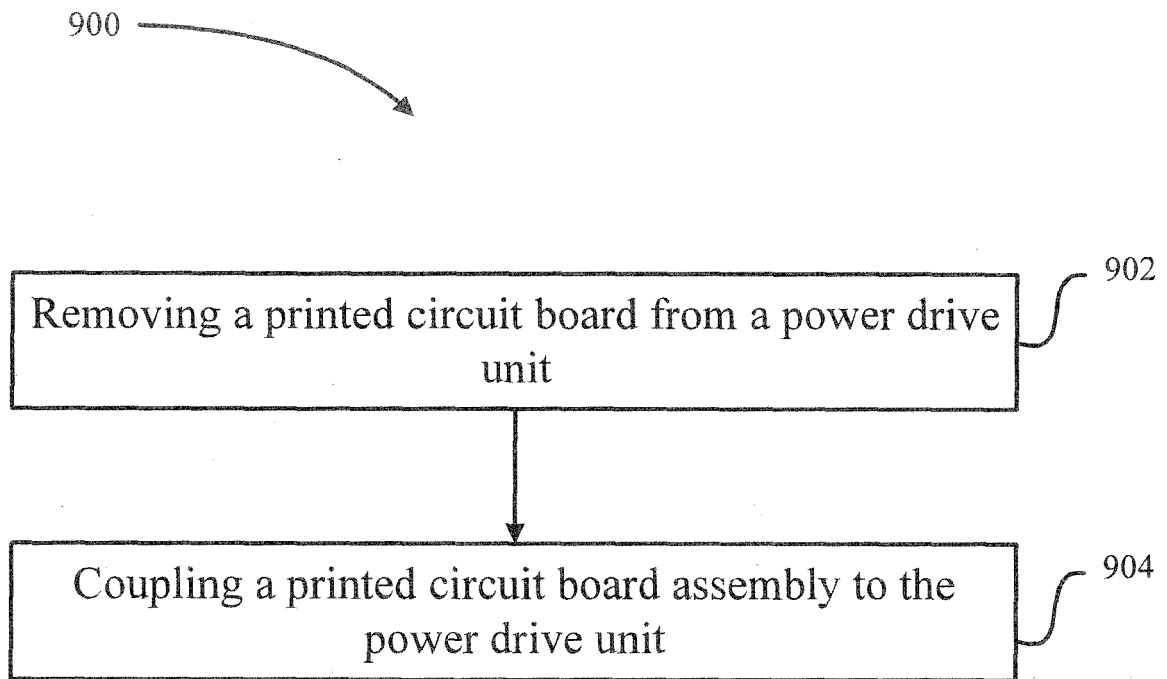 900
902
Removing a printed circuit board from a power drive
unit
904
Coupling a printed circuit board assembly to the
power drive unit